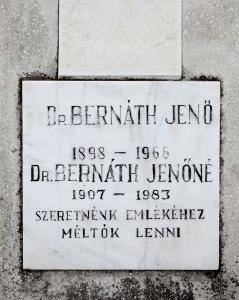 Dr. BERNÁTH JENŐ
1898 – 1966
Dr. BERNÁTH JENŐNÉ
1907 – 1983
SZERETNÉNK EMLÉKÉHEZ
MÉLTÓK LENNI